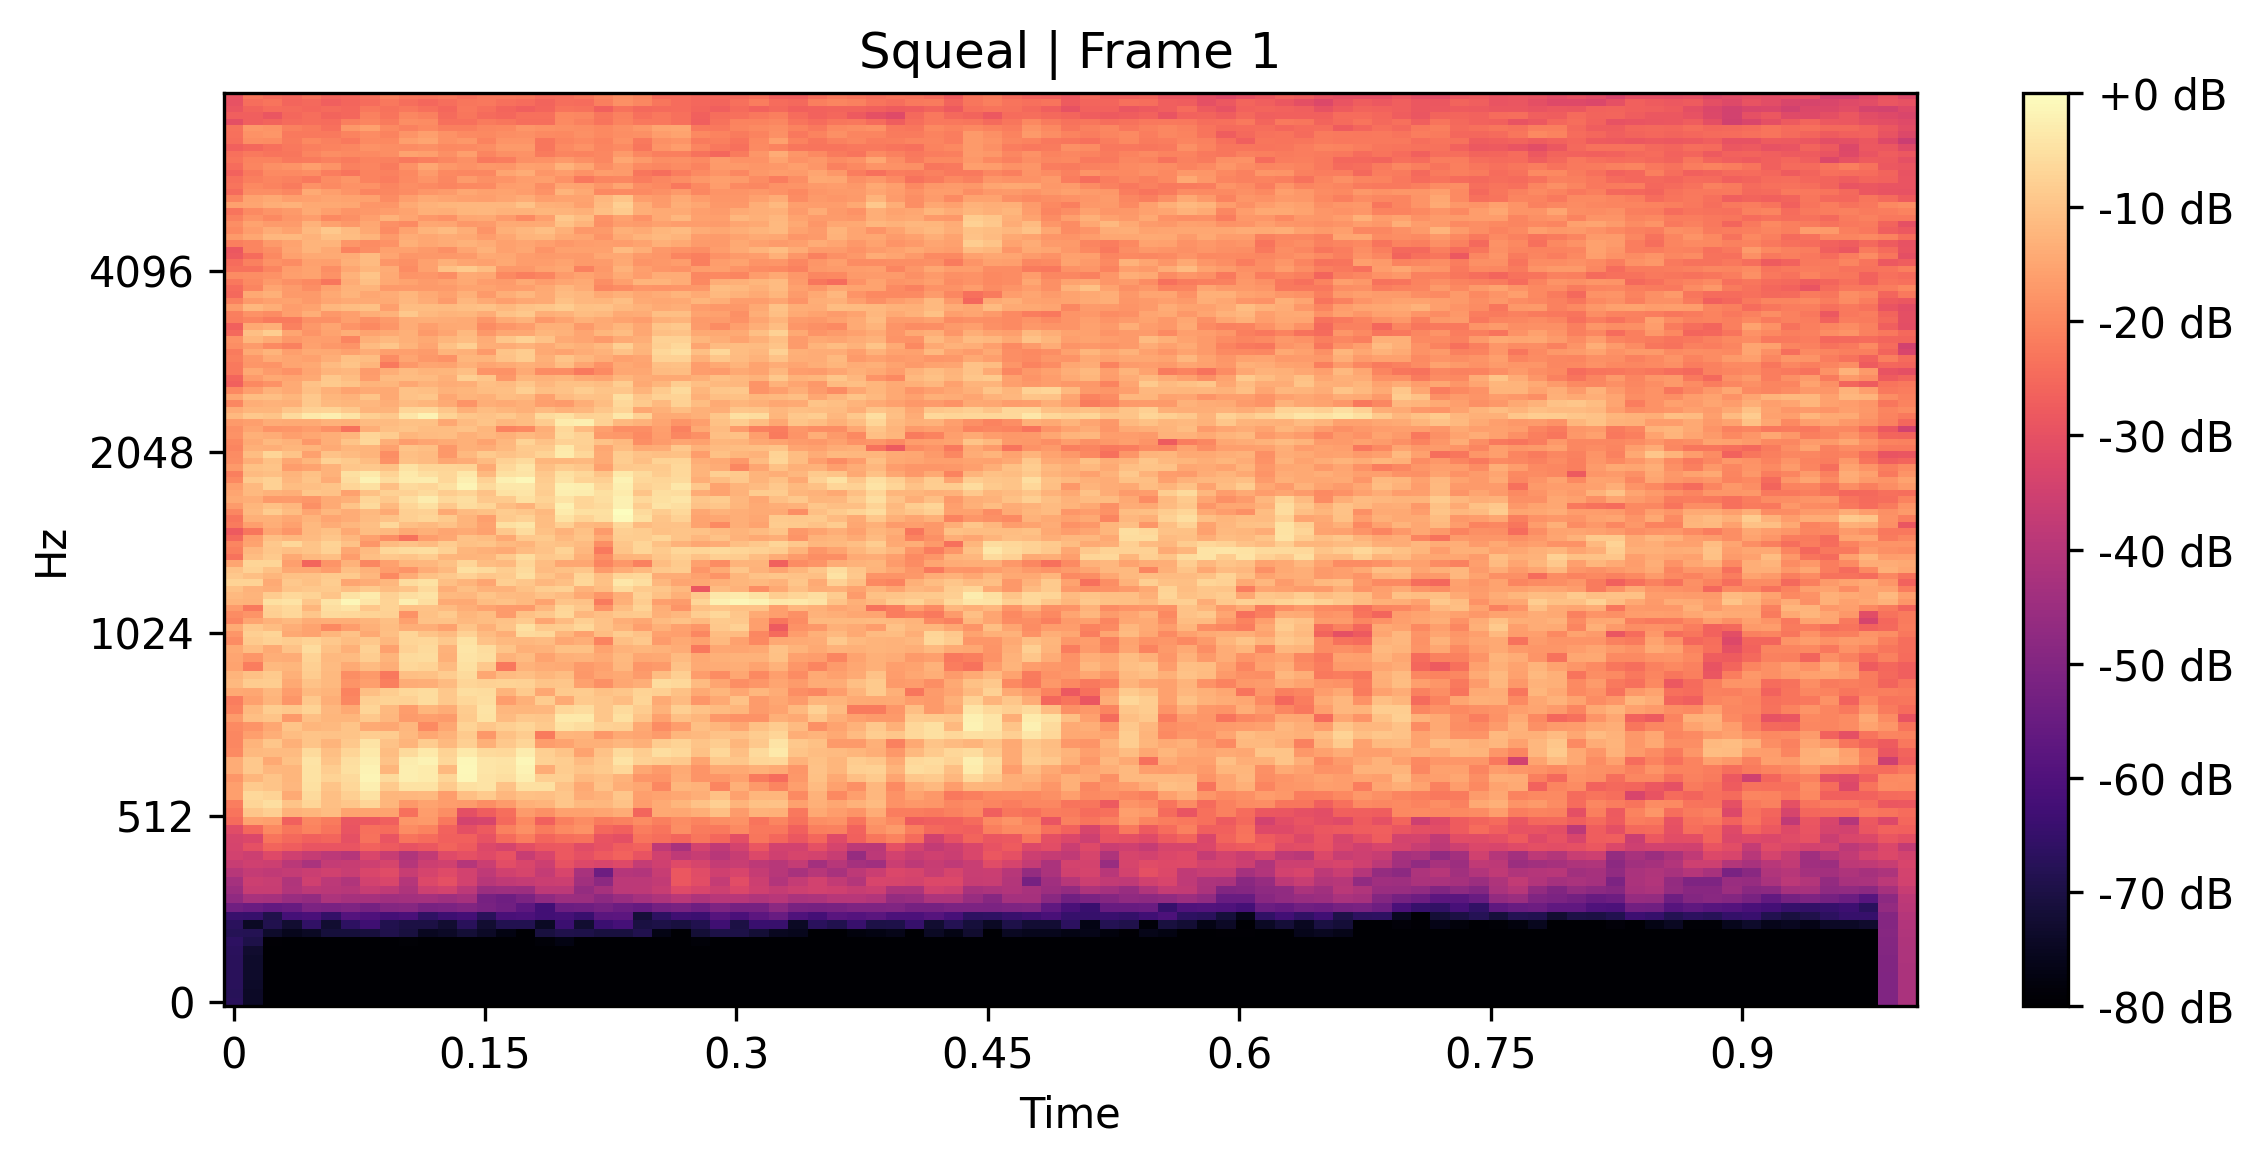 Squeal | Frame 1
+0 dB
-10 dB
-20 dB
-30 dB
-40 dB
-50 dB
-60 dB
-70 dB
-80 dB
Hz
4096
2048
1024
512
0
0 0.15 0.3 0.45 0.6 0.75 0.9
Time